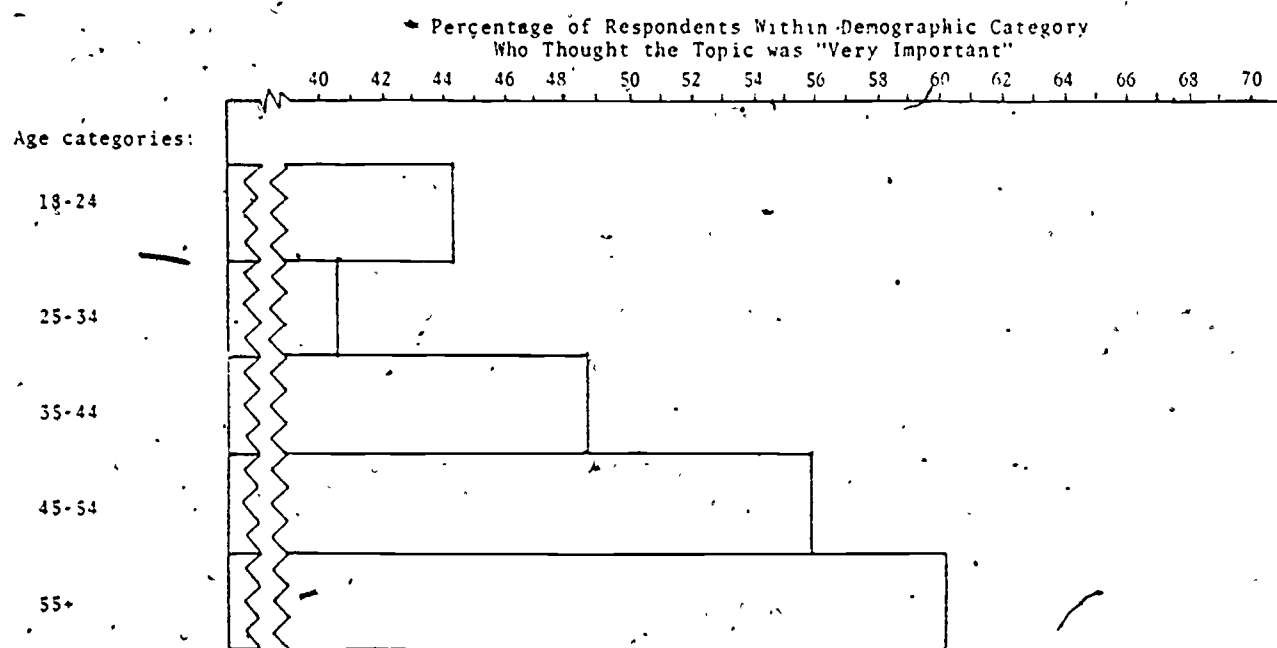 Percentage of Respondents Within Demographic Category
Who Thought the Topic was "Very Important"
40 42 44 46 48 50 52 54 56 58 60 62 64 66 68 70
Age categories:
18-24
25-34
35-44
45-54
55+